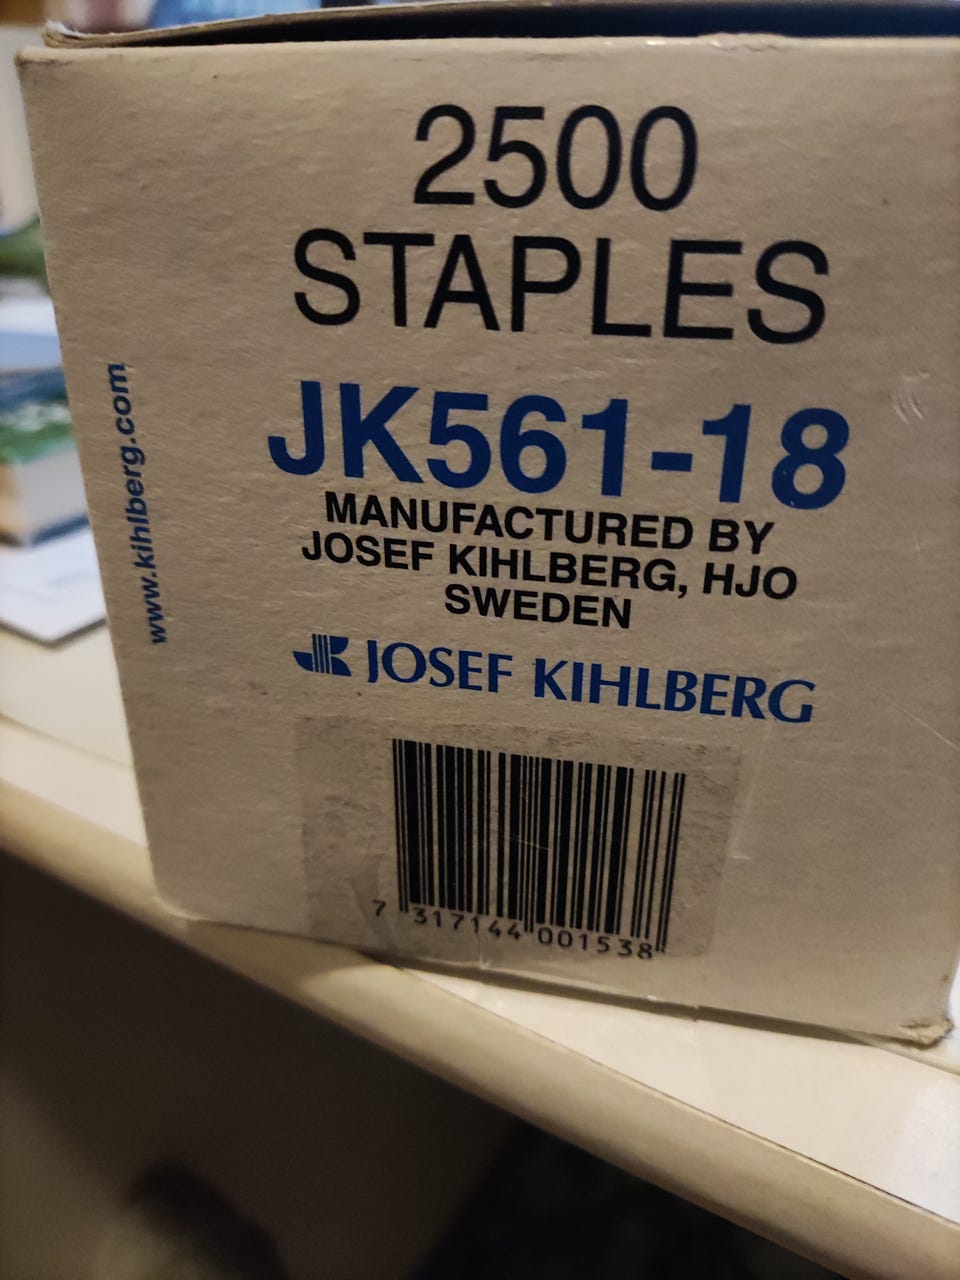 2500
STAPLES
JK561-18
MANUFACTURED BY
JOSEF KIHLBERG, HJO
SWEDEN
JOSEF KIHLBERG
www.kihlberg.com
7 317144 001538